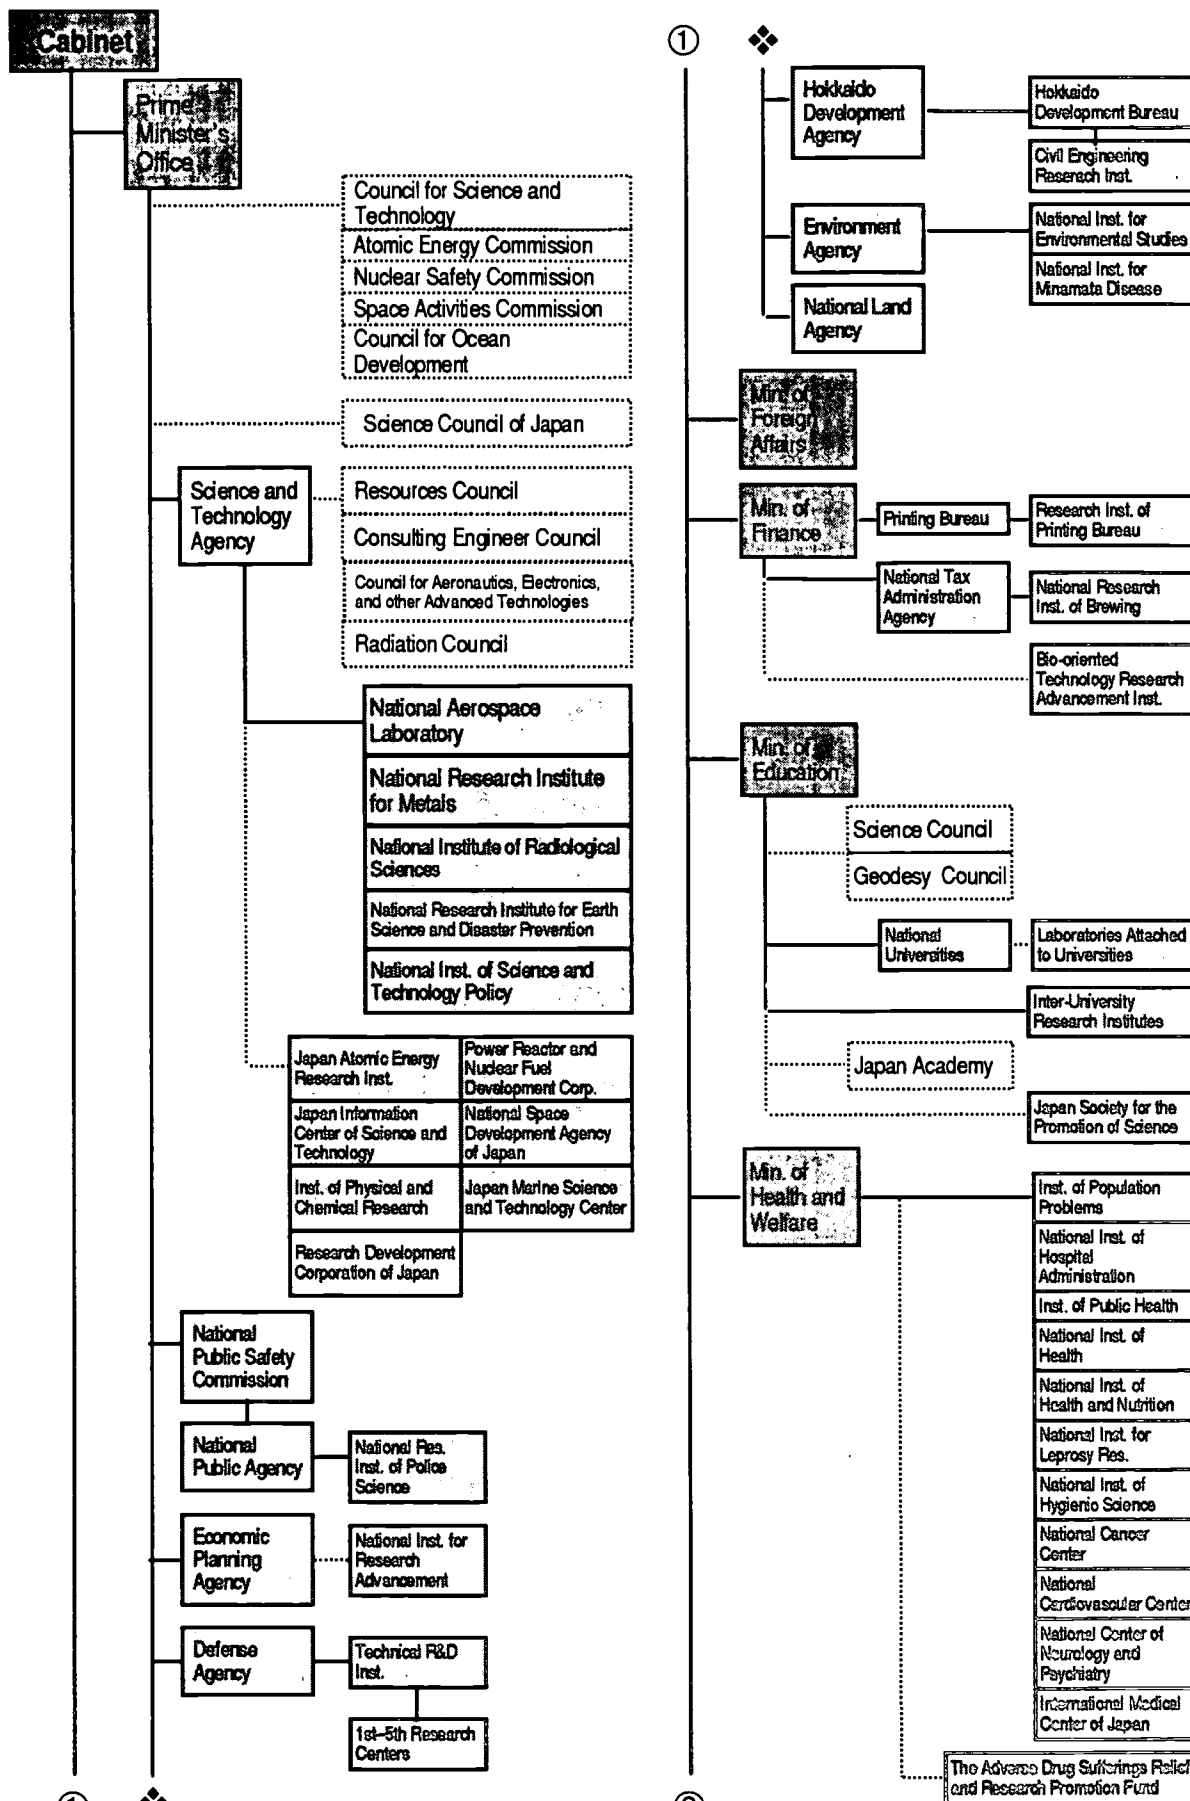 Cabinet
Prime
Minister's
Office
Council for Science and
Technology
Atomic Energy Commission
Nuclear Safety Commission
Space Activities Commission
Council for Ocean
Development
Science Council of Japan
Science and
Technology
Agency
Resources Council
Consulting Engineer Council
Council for Aeronautics, Electronics,
and other Advanced Technologies
Radiation Council
National Aerospace
Laboratory
National Research Institute
for Metals
National Institute of Radiological
Sciences
National Research Institute for Earth
Science and Disaster Prevention
National Inst. of Science and
Technology Policy
Japan Atomic Energy
Research Inst.
Power Reactor and
Nuclear Fuel
Development Corp.
Japan Information
Center of Science and
Technology
National Space
Development Agency
of Japan
Inst. of Physical and
Chemical Research
Japan Marine Science
and Technology Center
Research Development
Corporation of Japan
National
Public Safety
Commission
National
Public Agency
National Res.
Inst. of Police
Science
Economic
Planning
Agency
National Inst. for
Research
Advancement
Defense
Agency
Technical R&D
Inst.
1st–5th Research
Centers
① ❖
① ❖
Hokkaido
Development
Agency
Hokkaido
Development Bureau
Civil Engineering
Reserach Inst.
Environment
Agency
National Inst. for
Environmental Studies
National Inst. for
Minamata Disease
National Land
Agency
Min. of
Foreign
Affairs
Min. of
Finance
Printing Bureau
Research Inst. of
Printing Bureau
National Tax
Administration
Agency
National Research
Inst. of Brewing
Bio-oriented
Technology Research
Advancement Inst.
Min. of
Education
Science Council
Geodesy Council
National
Universities
Laboratories Attached
to Universities
Inter-University
Research Institutes
Japan Academy
Japan Society for the
Promotion of Science
Min. of
Health and
Welfare
Inst. of Population
Problems
National Inst. of
Hospital
Administration
Inst. of Public Health
National Inst. of
Health
National Inst. of
Health and Nutrition
National Inst. for
Leprosy Res.
National Inst. of
Hygienic Science
National Cancer
Center
National
Cardiovascular Center
National Center of
Neurology and
Psychiatry
International Medical
Center of Japan
The Adverse Drug Sufferings Relief
and Research Promotion Fund